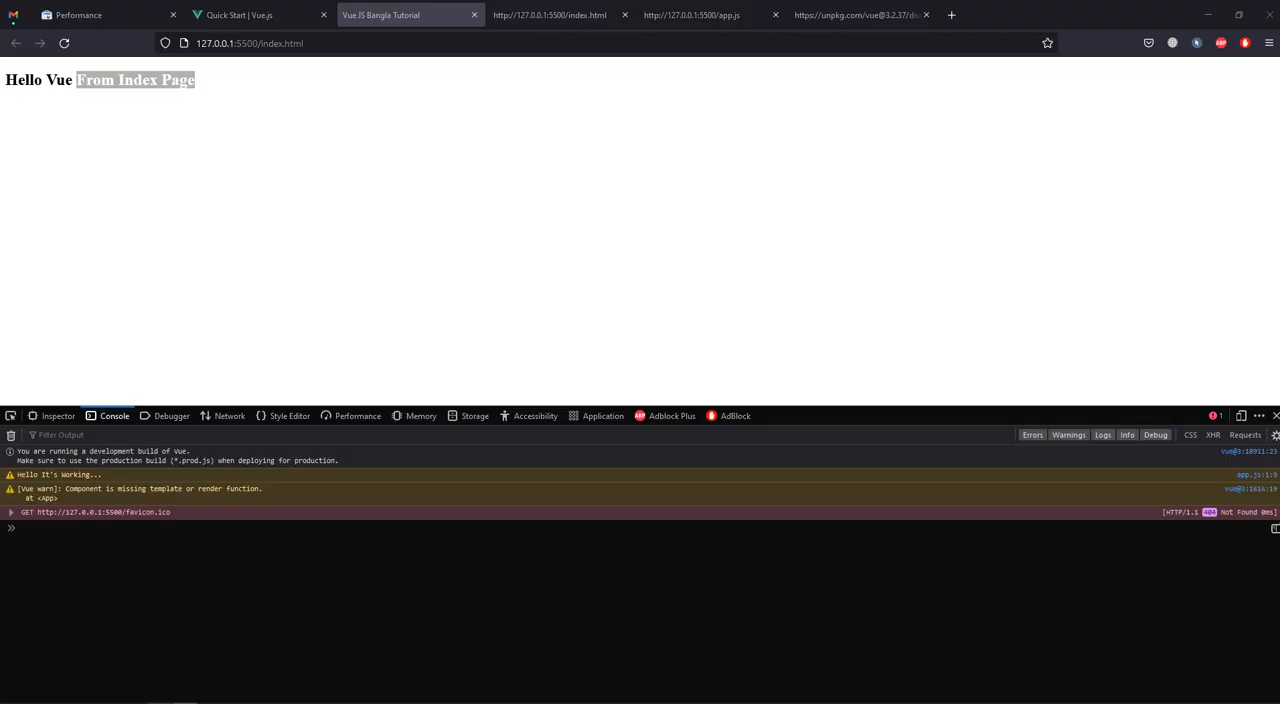 Performance
Quick Start | Vue.js
Vue JS Bangla Tutorial
http://127.0.0.1:5500/index.html
http://127.0.0.1:5500/app.js
https://unpkg.com/vue@3.2.37/dis
127.0.0.1:5500/index.html
ABP
Hello Vue From Index Page
Inspector
Console
Debugger
Network
Style Editor
Performance
Memory
Storage
Accessibility
Application
ABP Adblock Plus
AdBlock
1
Filter Output
Errors
Warnings
Logs
Info
Debug
CSS
XHR
Requests
You are running a development build of Vue.
vue@3:10911:23
Make sure to use the production build (*.prod.js) when deploying for production.
Hello It's Working...
app.js:1:9
[Vue warn]: Component is missing template or render function.
vue@3:1616:19
at <App>
GET http://127.0.0.1:5500/favicon.ico
[HTTP/1.1 404 Not Found 0ms]